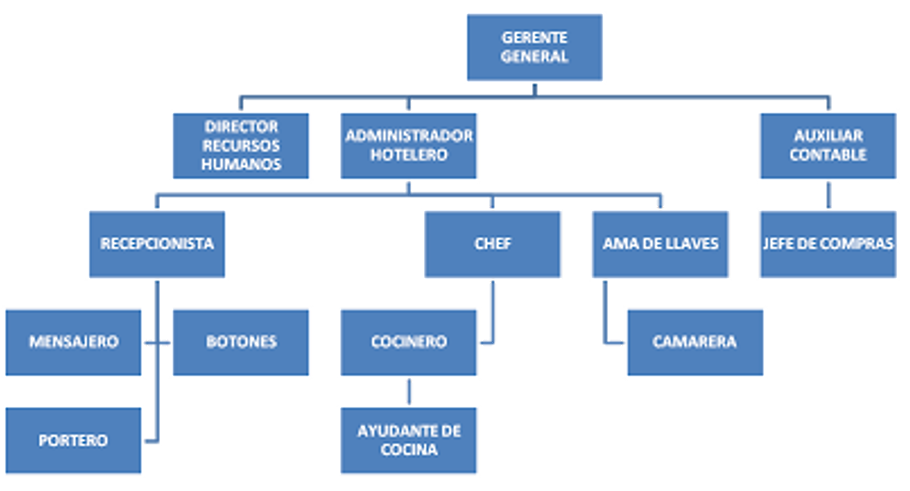 GERENTE
GENERAL
DIRECTOR
RECURSOS
HUMANOS
ADMINISTRADOR
HOTELERO
AUXILIAR
CONTABLE
RECEPCIONISTA
CHEF
AMA DE LLAVES
JEFE DE COMPRAS
MENSAJERO
BOTONES
COCINERO
CAMARERA
PORTERO
AYUDANTE DE
COCINA